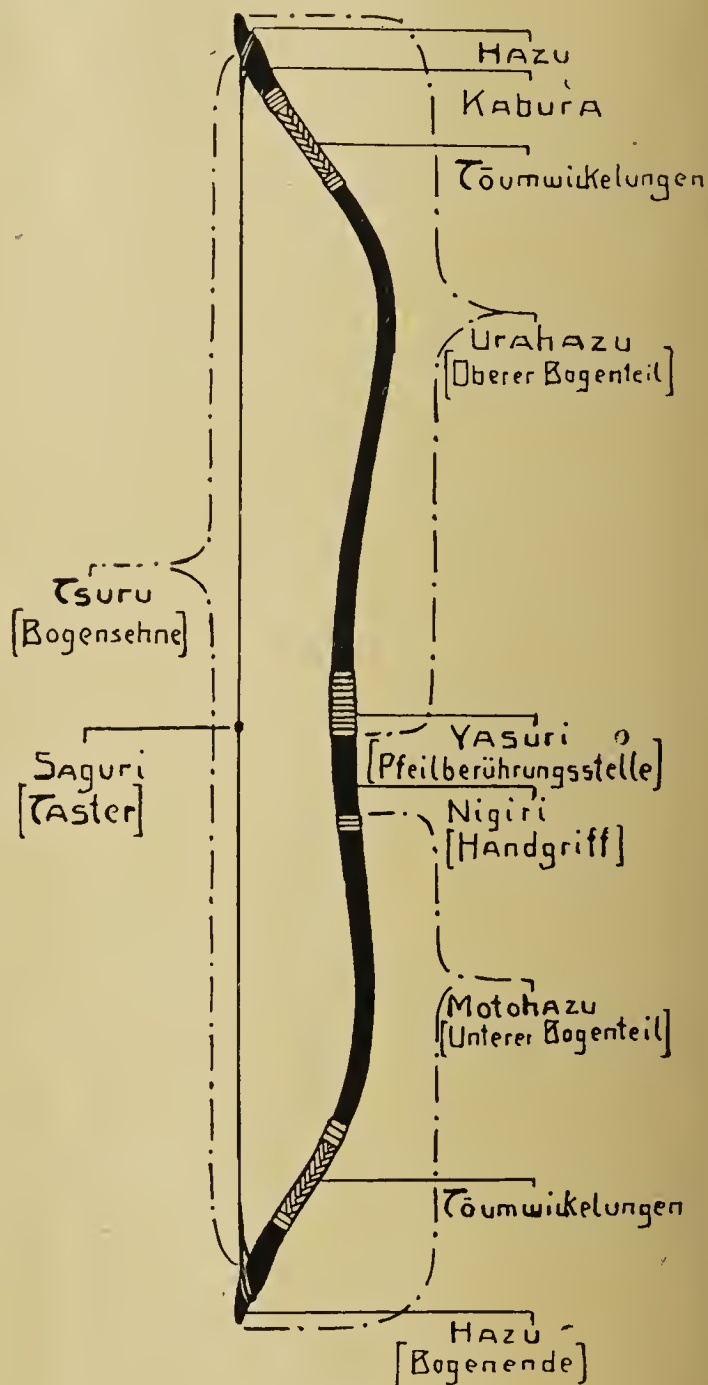 Hazu
Kabura
Tōumwickelungen
Urahazu
[Oberer Bogenteil]
Tsuru
[Bogensehne]
Yasuri
[Pfeilberührungsstelle]
Saguri
[Taster]
Nigiri
[Handgriff]
Motohazu
[Unterer Bogenteil]
Tōumwickelungen
Hazu
[Bogenende]